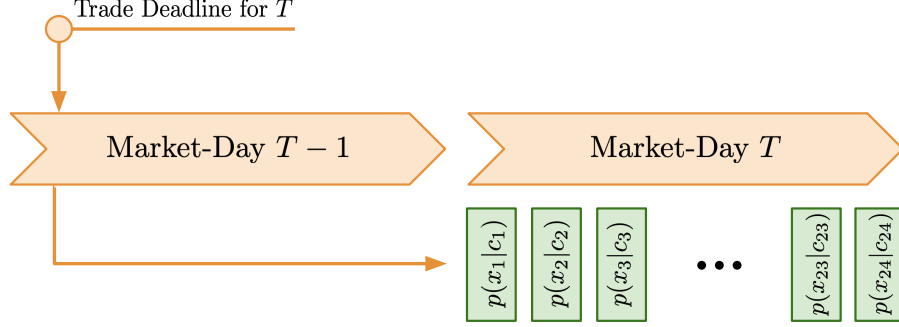 Trade Deadline for T
Market-Day T − 1
Market-Day T
p(x₁|c₁)
p(x₂|c₂)
p(x₃|c₃)
•••
p(x₂₃|c₂₃)
p(x₂₄|c₂₄)